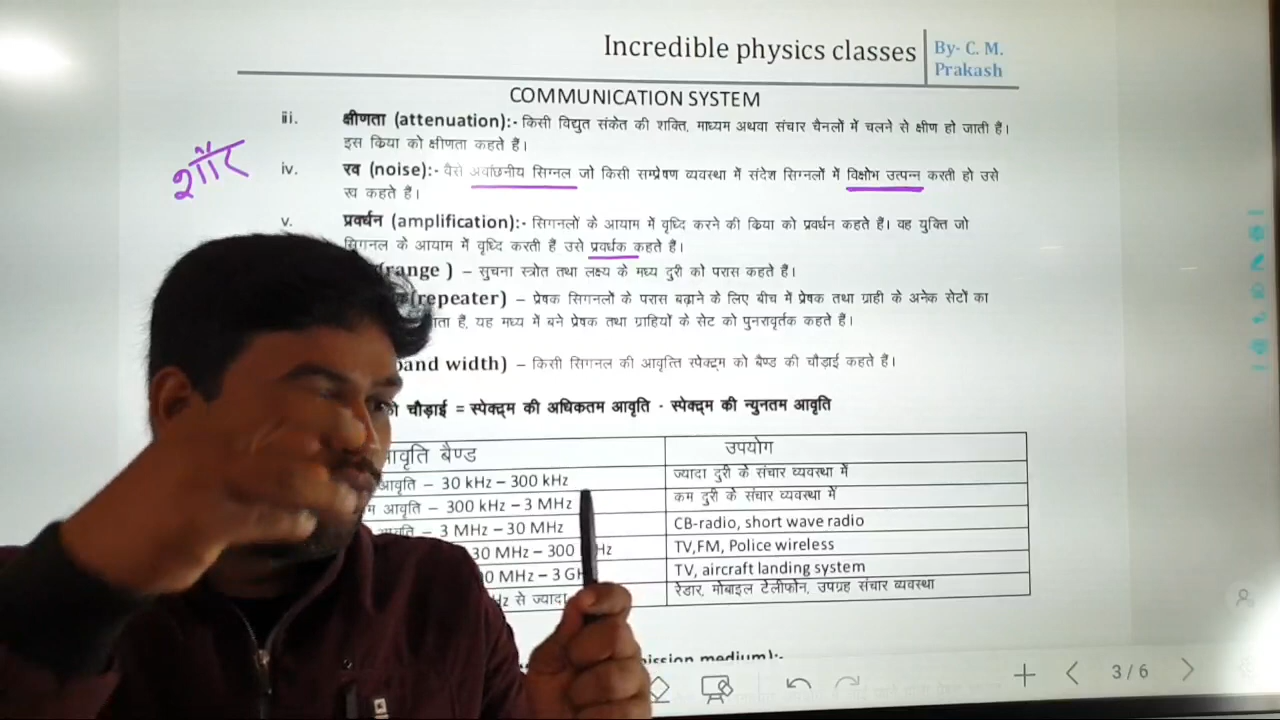 Incredible physics classes
By- C. M.
Prakash
COMMUNICATION SYSTEM
iii. क्षीणता (attenuation):- किसी विद्युत संकेत की शक्ति, माध्यम अथवा संचार चैनलों में चलने से क्षीण हो जाती हैं।
इस किया को क्षीणता कहते हैं।
शोर
iv. रव (noise):- वैसे अवांछनीय सिग्नल जो किसी सम्प्रेषण व्यवस्था में संदेश सिग्नलों में विक्षोभ उत्पन्न करती हो उसे
रव कहते हैं।
v. प्रवर्धन (amplification):- सिगनलों के आयाम में वृध्दि करने की किया को प्रवर्धन कहते हैं। वह युक्ति जो
सिगनल के आयाम में वृध्दि करती हैं उसे प्रवर्धक कहते हैं।
(range ) – सुचना स्त्रोत तथा लक्ष्य के मध्य दुरी को परास कहते हैं।
(repeater) – प्रेषक सिगनलों के परास बढ़ाने के लिए बीच में प्रेषक तथा ग्राही के अनेक सेटों का
हैं, यह मध्य में बने प्रेषक तथा ग्राहियों के सेट को पुनरावृर्तक कहते हैं।
band width) – किसी सिगनल की आवृत्ति स्पेक्ट्रम को बैण्ड की चौड़ाई कहते हैं।
चौड़ाई = स्पेक्ट्रम की अधिकतम आवृति - स्पेक्ट्रम की न्युनतम आवृति
बैण्ड उपयोग
आवृति – 30 kHz – 300 kHz ज्यादा दुरी के संचार व्यवस्था में
आवृति – 300 kHz – 3 MHz कम दुरी के संचार व्यवस्था में
– 3 MHz – 30 MHz CB-radio, short wave radio
30 MHz – 300 TV,FM, Police wireless
MHz – 3 TV, aircraft landing system
से ज्यादा रेडार, मोबाइल टेलीफोन, उपग्रह संचार व्यवस्था
3 / 6